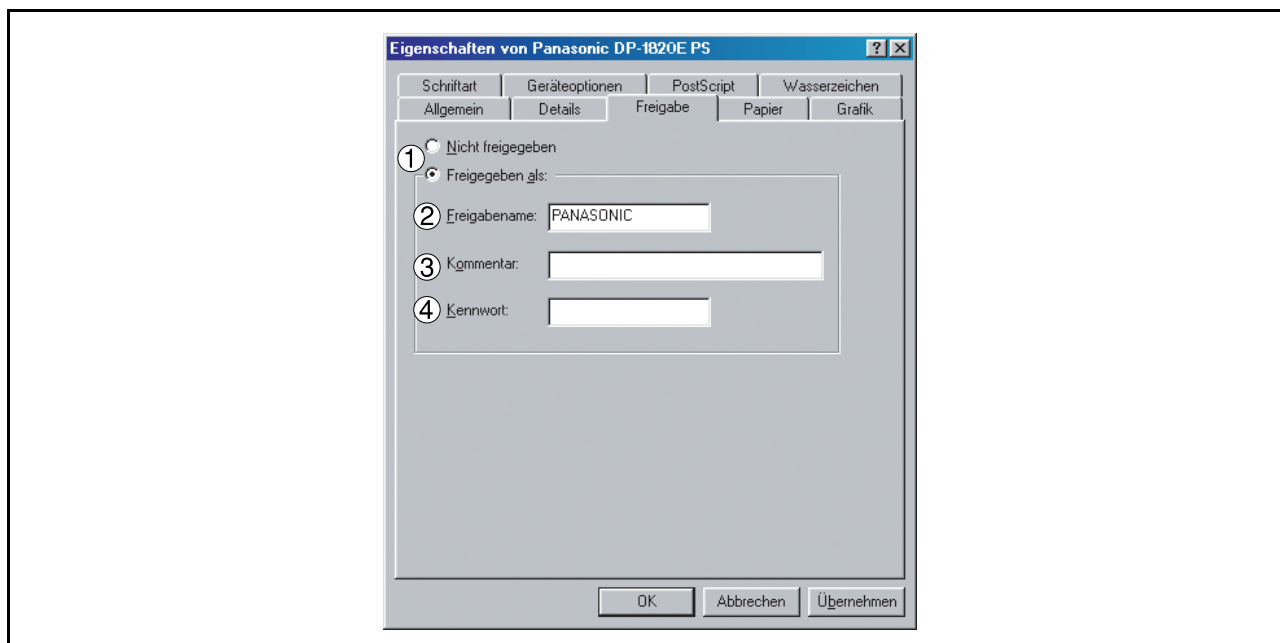 Eigenschaften von Panasonic DP-1820E PS
Schriftart Geräteoptionen PostScript Wasserzeichen
Allgemein Details Freigabe Papier Grafik
① Nicht freigegeben
Freigegeben als:
② Freigabename: PANASONIC
③ Kommentar:
④ Kennwort:
OK Abbrechen Übernehmen